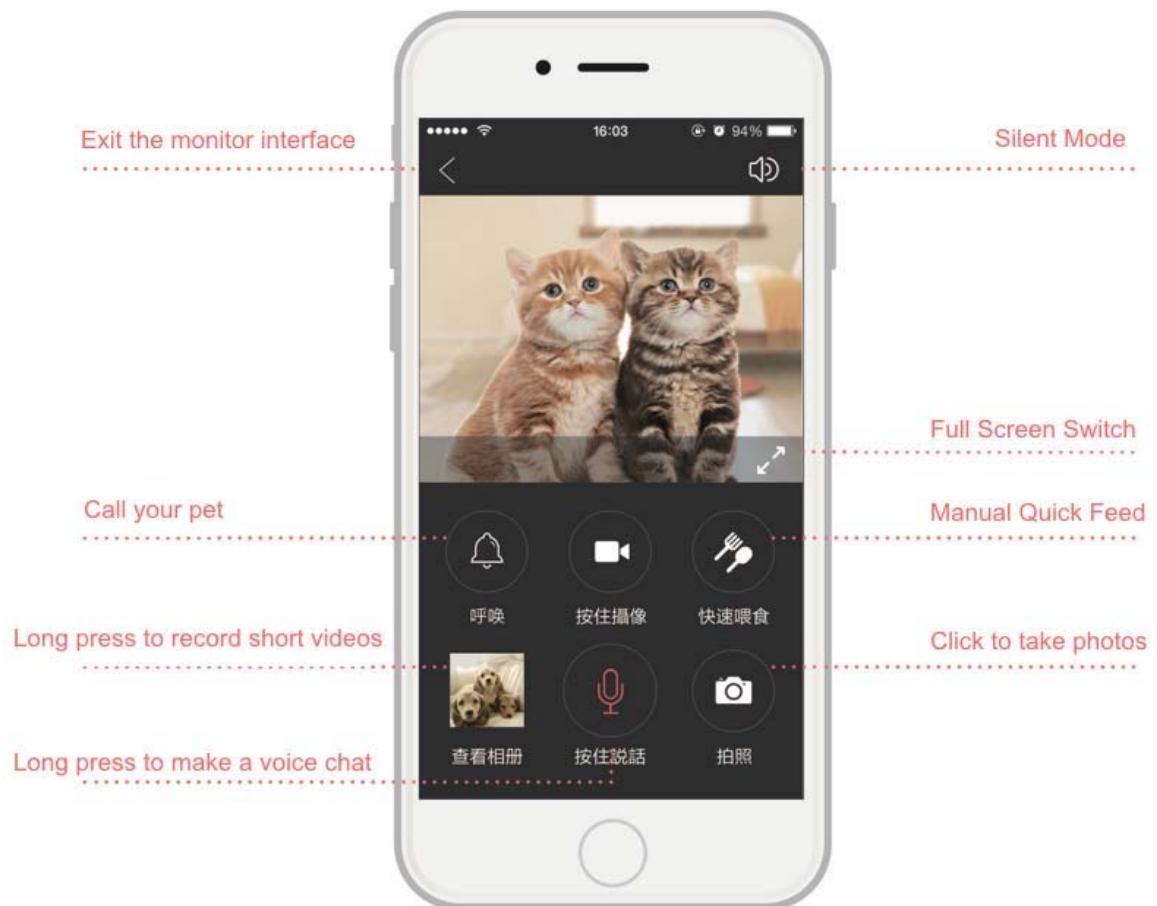 Exit the monitor interface
Silent Mode
16:03
94%
Full Screen Switch
Call your pet
Manual Quick Feed
呼唤
按住攝像
快速喂食
Long press to record short videos
Click to take photos
查看相册
按住説話
拍照
Long press to make a voice chat